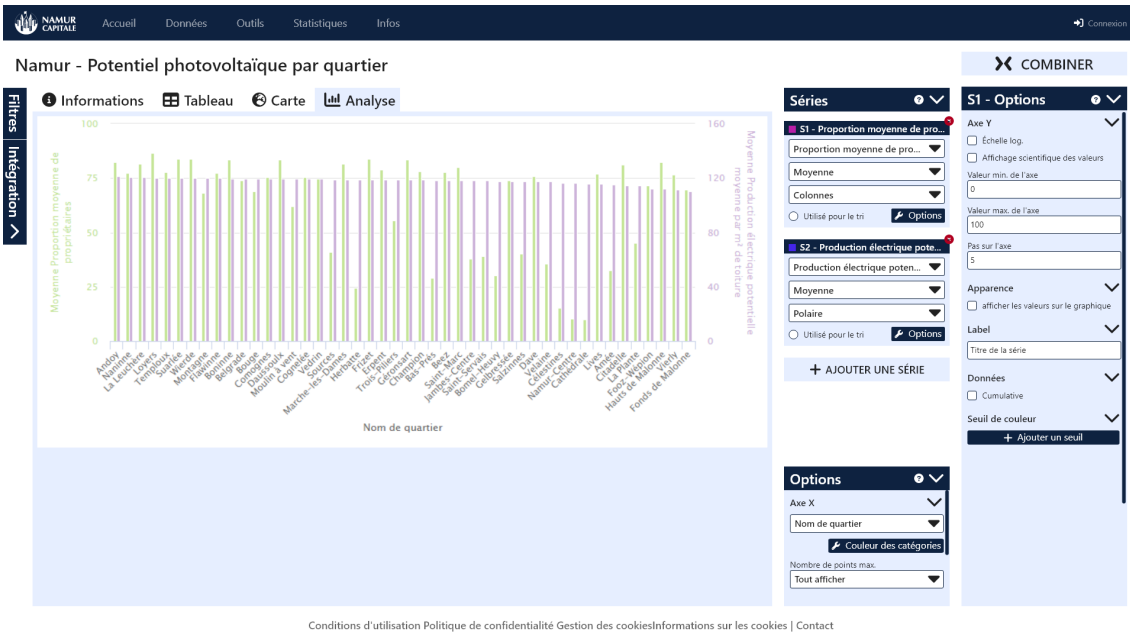 NAMUR
CAPITALE
Accueil
Données
Outils
Statistiques
Infos
Connexion
Namur - Potentiel photovoltaïque par quartier
COMBINER
Filtres
Intégration
Informations
Tableau
Carte
Analyse
100
75
50
25
0
Moyenne Proportion moyenne de
propriétaires
160
120
80
40
0
Moyenne Production électrique potentielle
moyenne par m² de toiture
Andoy
Naninne
La Leuchère
Loyers
Temploux
Suarlée
Wierde
Montagne
Flawinne
Boninne
Belgrade
Bouge
Comognes
Daussoulx
Moulin à vent
Cognelée
Vedrin
Sources
Marche-les-Dames
Herbatte
Frizet
Erpent
Trois-Piliers
Géronsart
Champion
Bas-Prés
Beez
Saint-Marc
Jambes-Centre
Saint-Servais
Bomel-Heuvy
Gelbressée
Salzinnes
Dave
Velaine
Célestines
Namur-Centre
Cathédrale
Lives
Amée
Citadelle
La Plante
Fooz-Wépion
Hauts de Malonne
Vierly
Fonds de Malonne
Nom de quartier
Séries
S1 - Proportion moyenne de pro...
Proportion moyenne de pro...
Moyenne
Colonnes
Utilisé pour le tri
Options
S2 - Production électrique pote...
Production électrique poten...
Moyenne
Polaire
Utilisé pour le tri
Options
+ AJOUTER UNE SÉRIE
Options
Axe X
Nom de quartier
Couleur des catégories
Nombre de points max.
Tout afficher
S1 - Options
Axe Y
Échelle log.
Affichage scientifique des valeurs
Valeur min. de l'axe
0
Valeur max. de l'axe
100
Pas sur l'axe
5
Apparence
afficher les valeurs sur le graphique
Label
Titre de la série
Données
Cumulative
Seuil de couleur
+ Ajouter un seuil
Conditions d'utilisation Politique de confidentialité Gestion des cookiesInformations sur les cookies | Contact